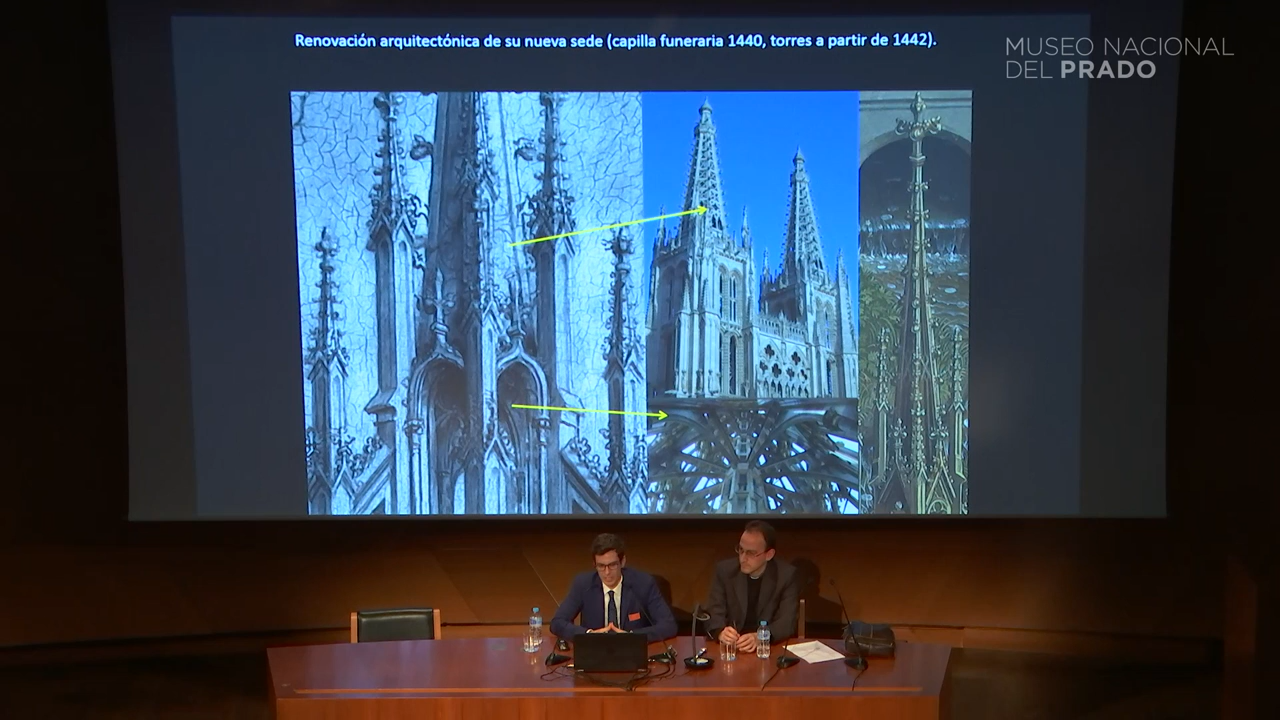 Renovación arquitectónica de su nueva sede (capilla funeraria 1440, torres a partir de 1442).
MUSEO NACIONAL
DEL PRADO